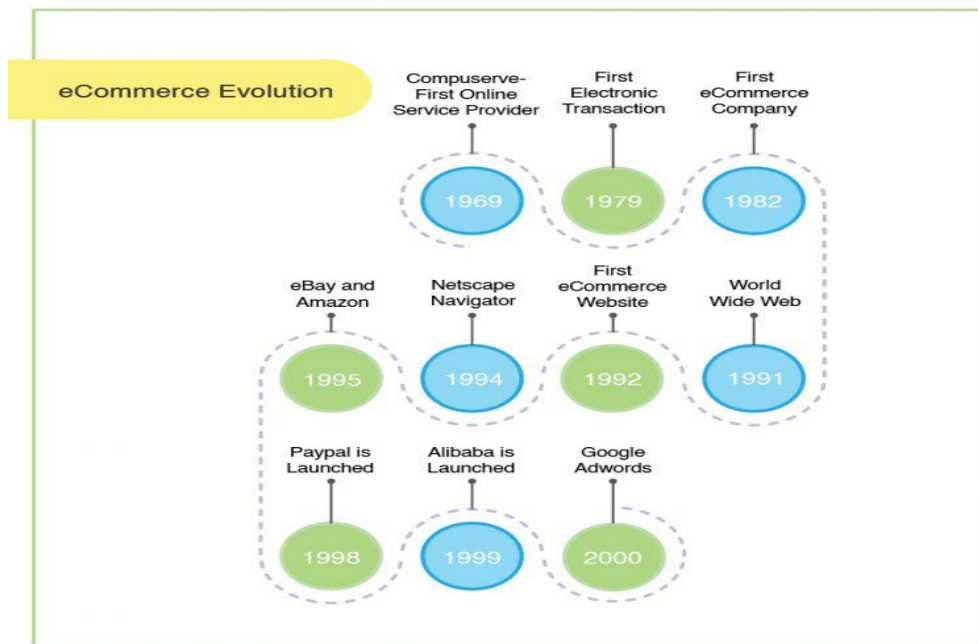 eCommerce Evolution
Compuserve-
First Online
Service Provider
1969
First
Electronic
Transaction
1979
First
eCommerce
Company
1982
World
Wide Web
1991
First
eCommerce
Website
1992
Netscape
Navigator
1994
eBay and
Amazon
1995
Paypal is
Launched
1998
Alibaba is
Launched
1999
Google
Adwords
2000